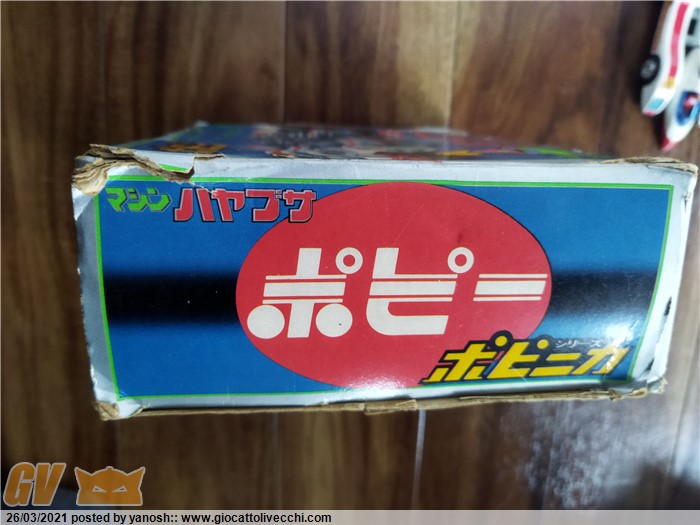 マシン ハヤブサ
ポピー
シリーズ
ポピニカ
GV
26/03/2021 posted by yanosh:: www.giocattolivecchi.com